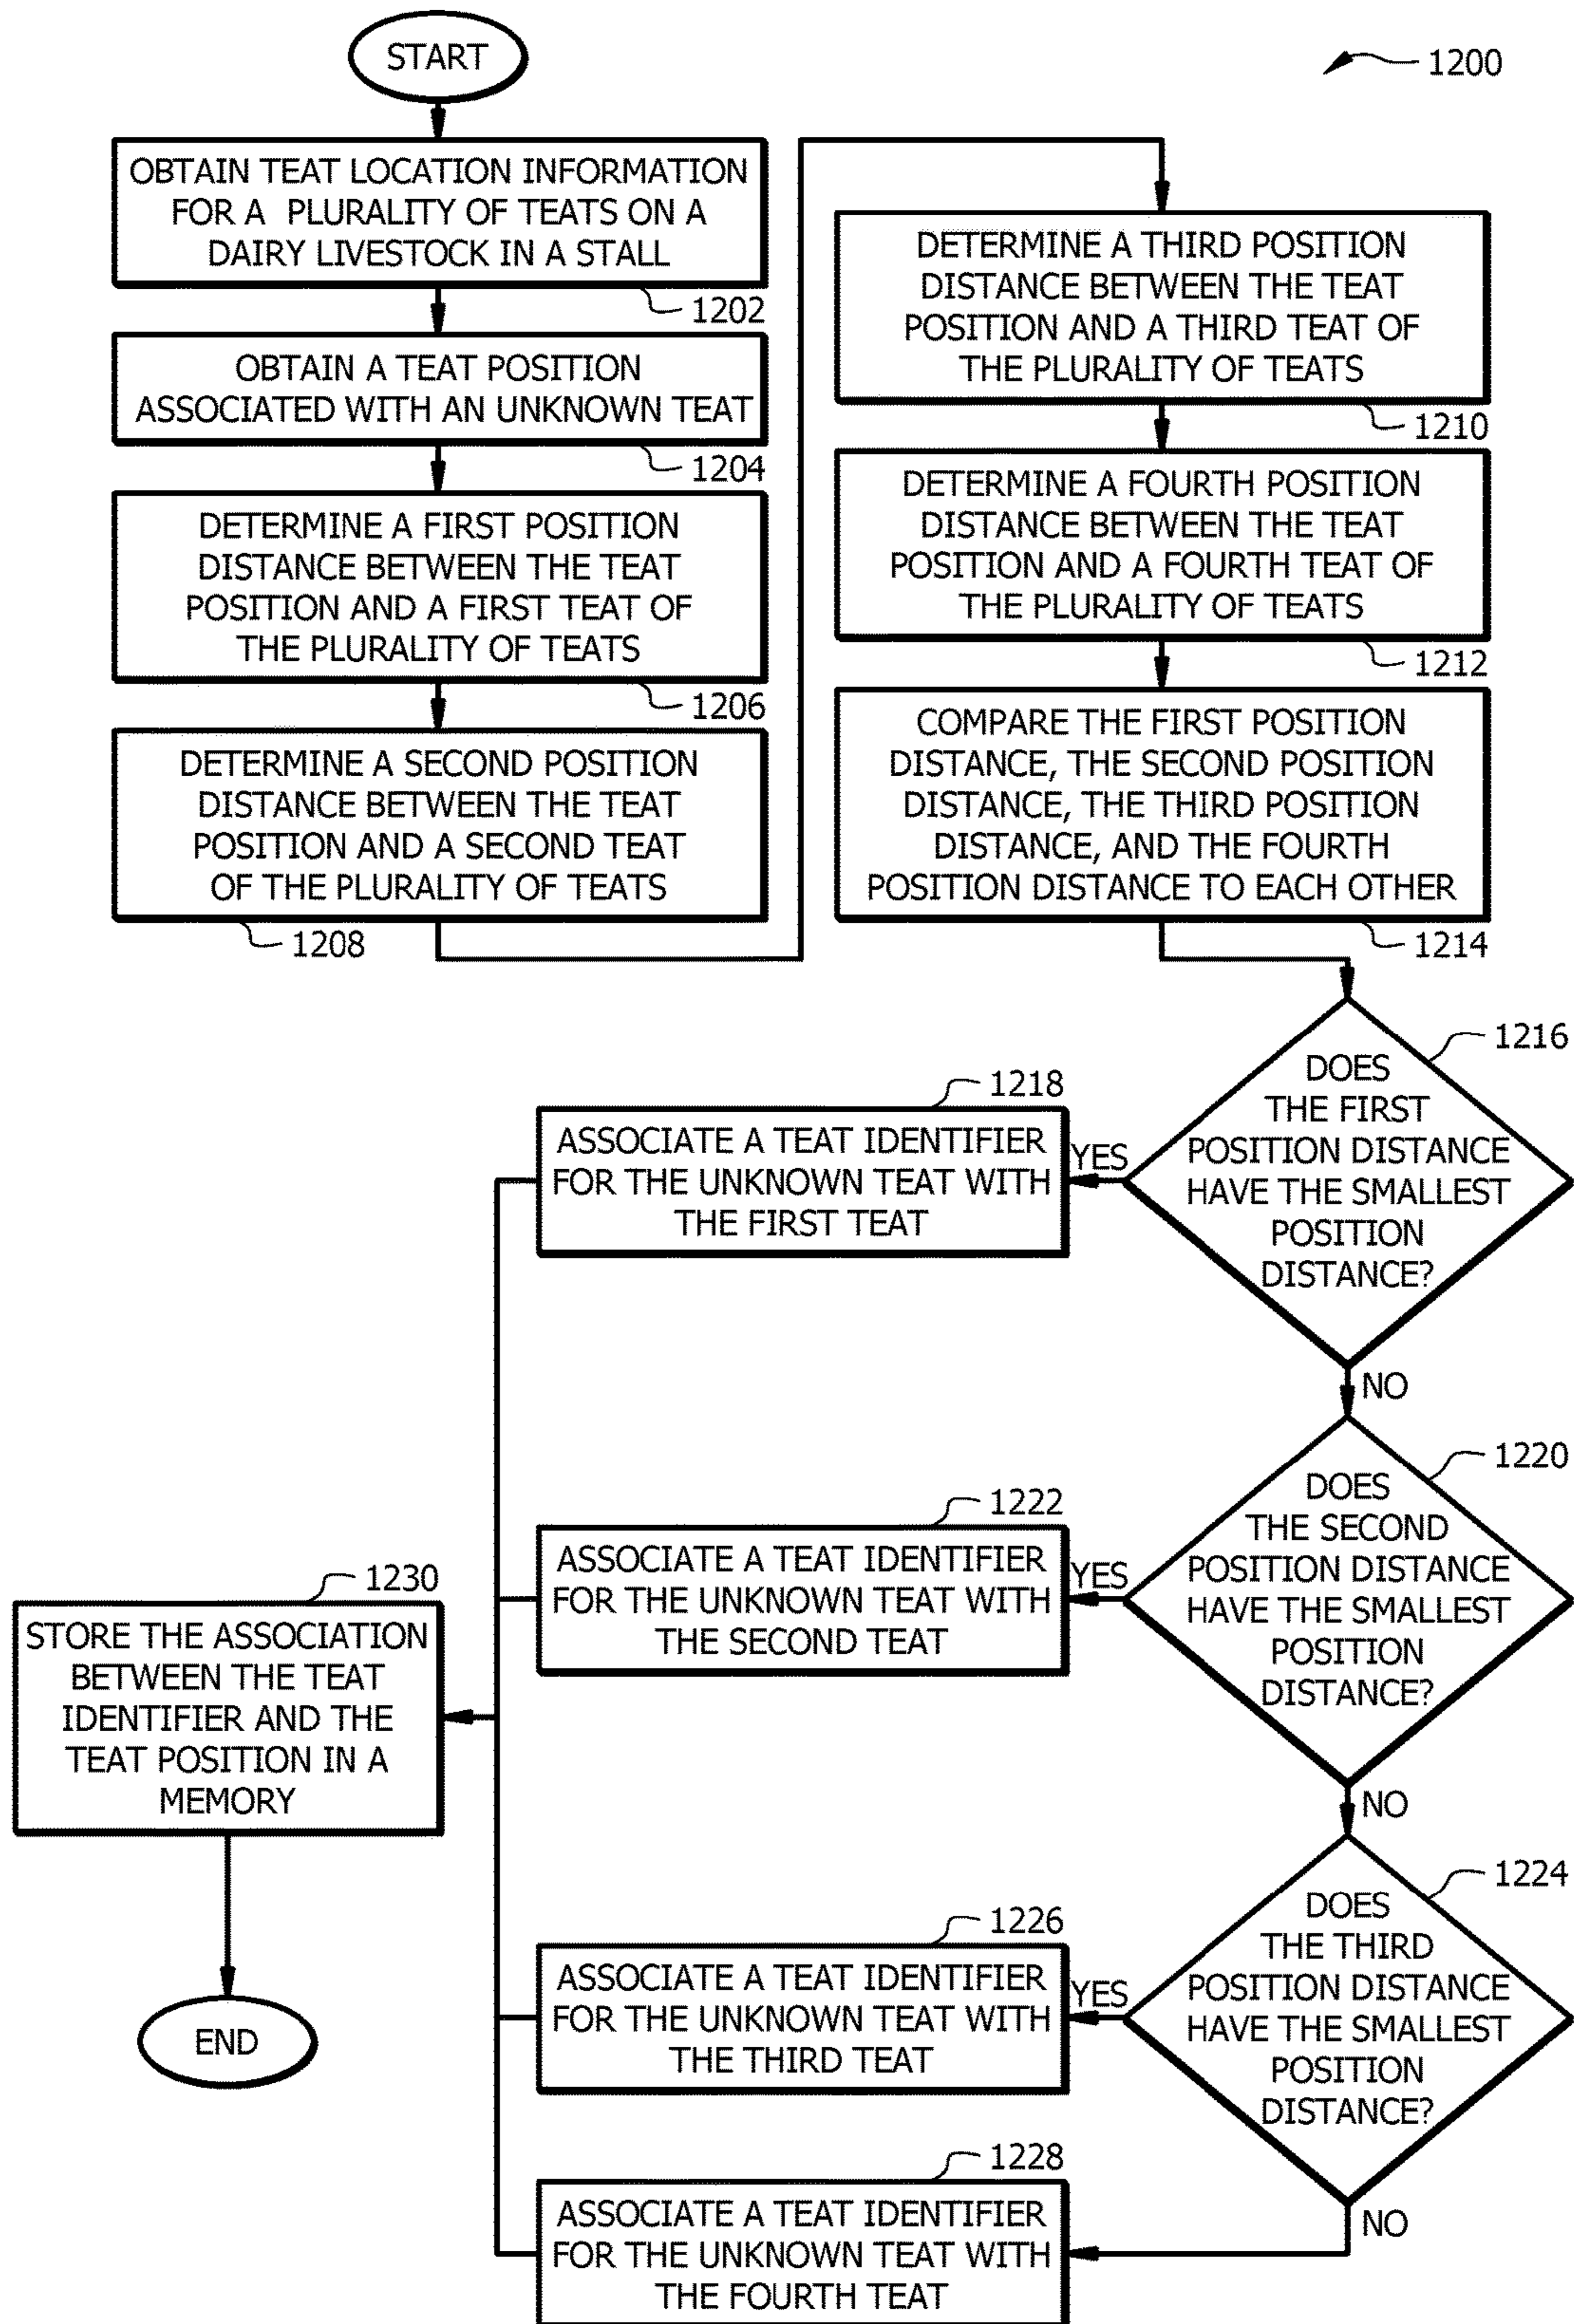 START
1200
OBTAIN TEAT LOCATION INFORMATION
FOR A PLURALITY OF TEATS ON A
DAIRY LIVESTOCK IN A STALL
1202
OBTAIN A TEAT POSITION
ASSOCIATED WITH AN UNKNOWN TEAT
1204
DETERMINE A FIRST POSITION
DISTANCE BETWEEN THE TEAT
POSITION AND A FIRST TEAT OF
THE PLURALITY OF TEATS
1206
DETERMINE A SECOND POSITION
DISTANCE BETWEEN THE TEAT
POSITION AND A SECOND TEAT
OF THE PLURALITY OF TEATS
1208
DETERMINE A THIRD POSITION
DISTANCE BETWEEN THE TEAT
POSITION AND A THIRD TEAT OF
THE PLURALITY OF TEATS
1210
DETERMINE A FOURTH POSITION
DISTANCE BETWEEN THE TEAT
POSITION AND A FOURTH TEAT OF
THE PLURALITY OF TEATS
1212
COMPARE THE FIRST POSITION
DISTANCE, THE SECOND POSITION
DISTANCE, THE THIRD POSITION
DISTANCE, AND THE FOURTH
POSITION DISTANCE TO EACH OTHER
1214
1216
DOES
THE FIRST
POSITION DISTANCE
HAVE THE SMALLEST
POSITION
DISTANCE?
YES
1218
ASSOCIATE A TEAT IDENTIFIER
FOR THE UNKNOWN TEAT WITH
THE FIRST TEAT
NO
1220
DOES
THE SECOND
POSITION DISTANCE
HAVE THE SMALLEST
POSITION
DISTANCE?
YES
1222
ASSOCIATE A TEAT IDENTIFIER
FOR THE UNKNOWN TEAT WITH
THE SECOND TEAT
NO
1224
DOES
THE THIRD
POSITION DISTANCE
HAVE THE SMALLEST
POSITION
DISTANCE?
YES
1226
ASSOCIATE A TEAT IDENTIFIER
FOR THE UNKNOWN TEAT WITH
THE THIRD TEAT
NO
1228
ASSOCIATE A TEAT IDENTIFIER
FOR THE UNKNOWN TEAT WITH
THE FOURTH TEAT
1230
STORE THE ASSOCIATION
BETWEEN THE TEAT
IDENTIFIER AND THE
TEAT POSITION IN A
MEMORY
END